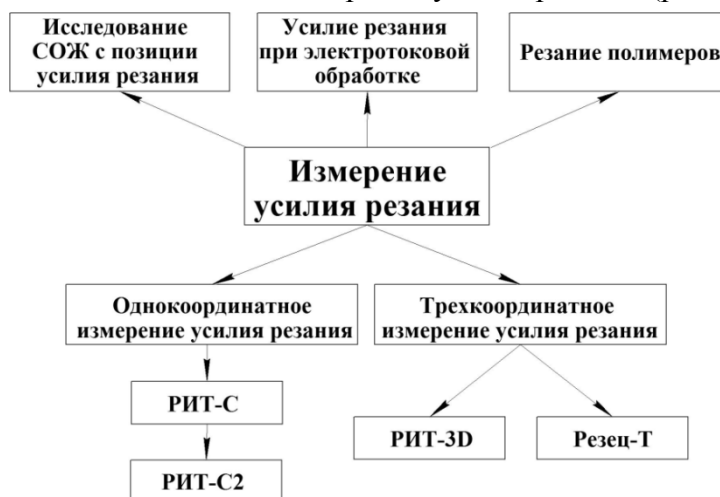 Исследование
СОЖ с позиции
усилия резания
Усилие резания
при электротоковой
обработке
Резание полимеров
Измерение
усилия резания
Однокоординатное
измерение усилия резания
Трехкоординатное
измерение усилия резания
РИТ-С
РИТ-3D
Резец-Т
РИТ-С2